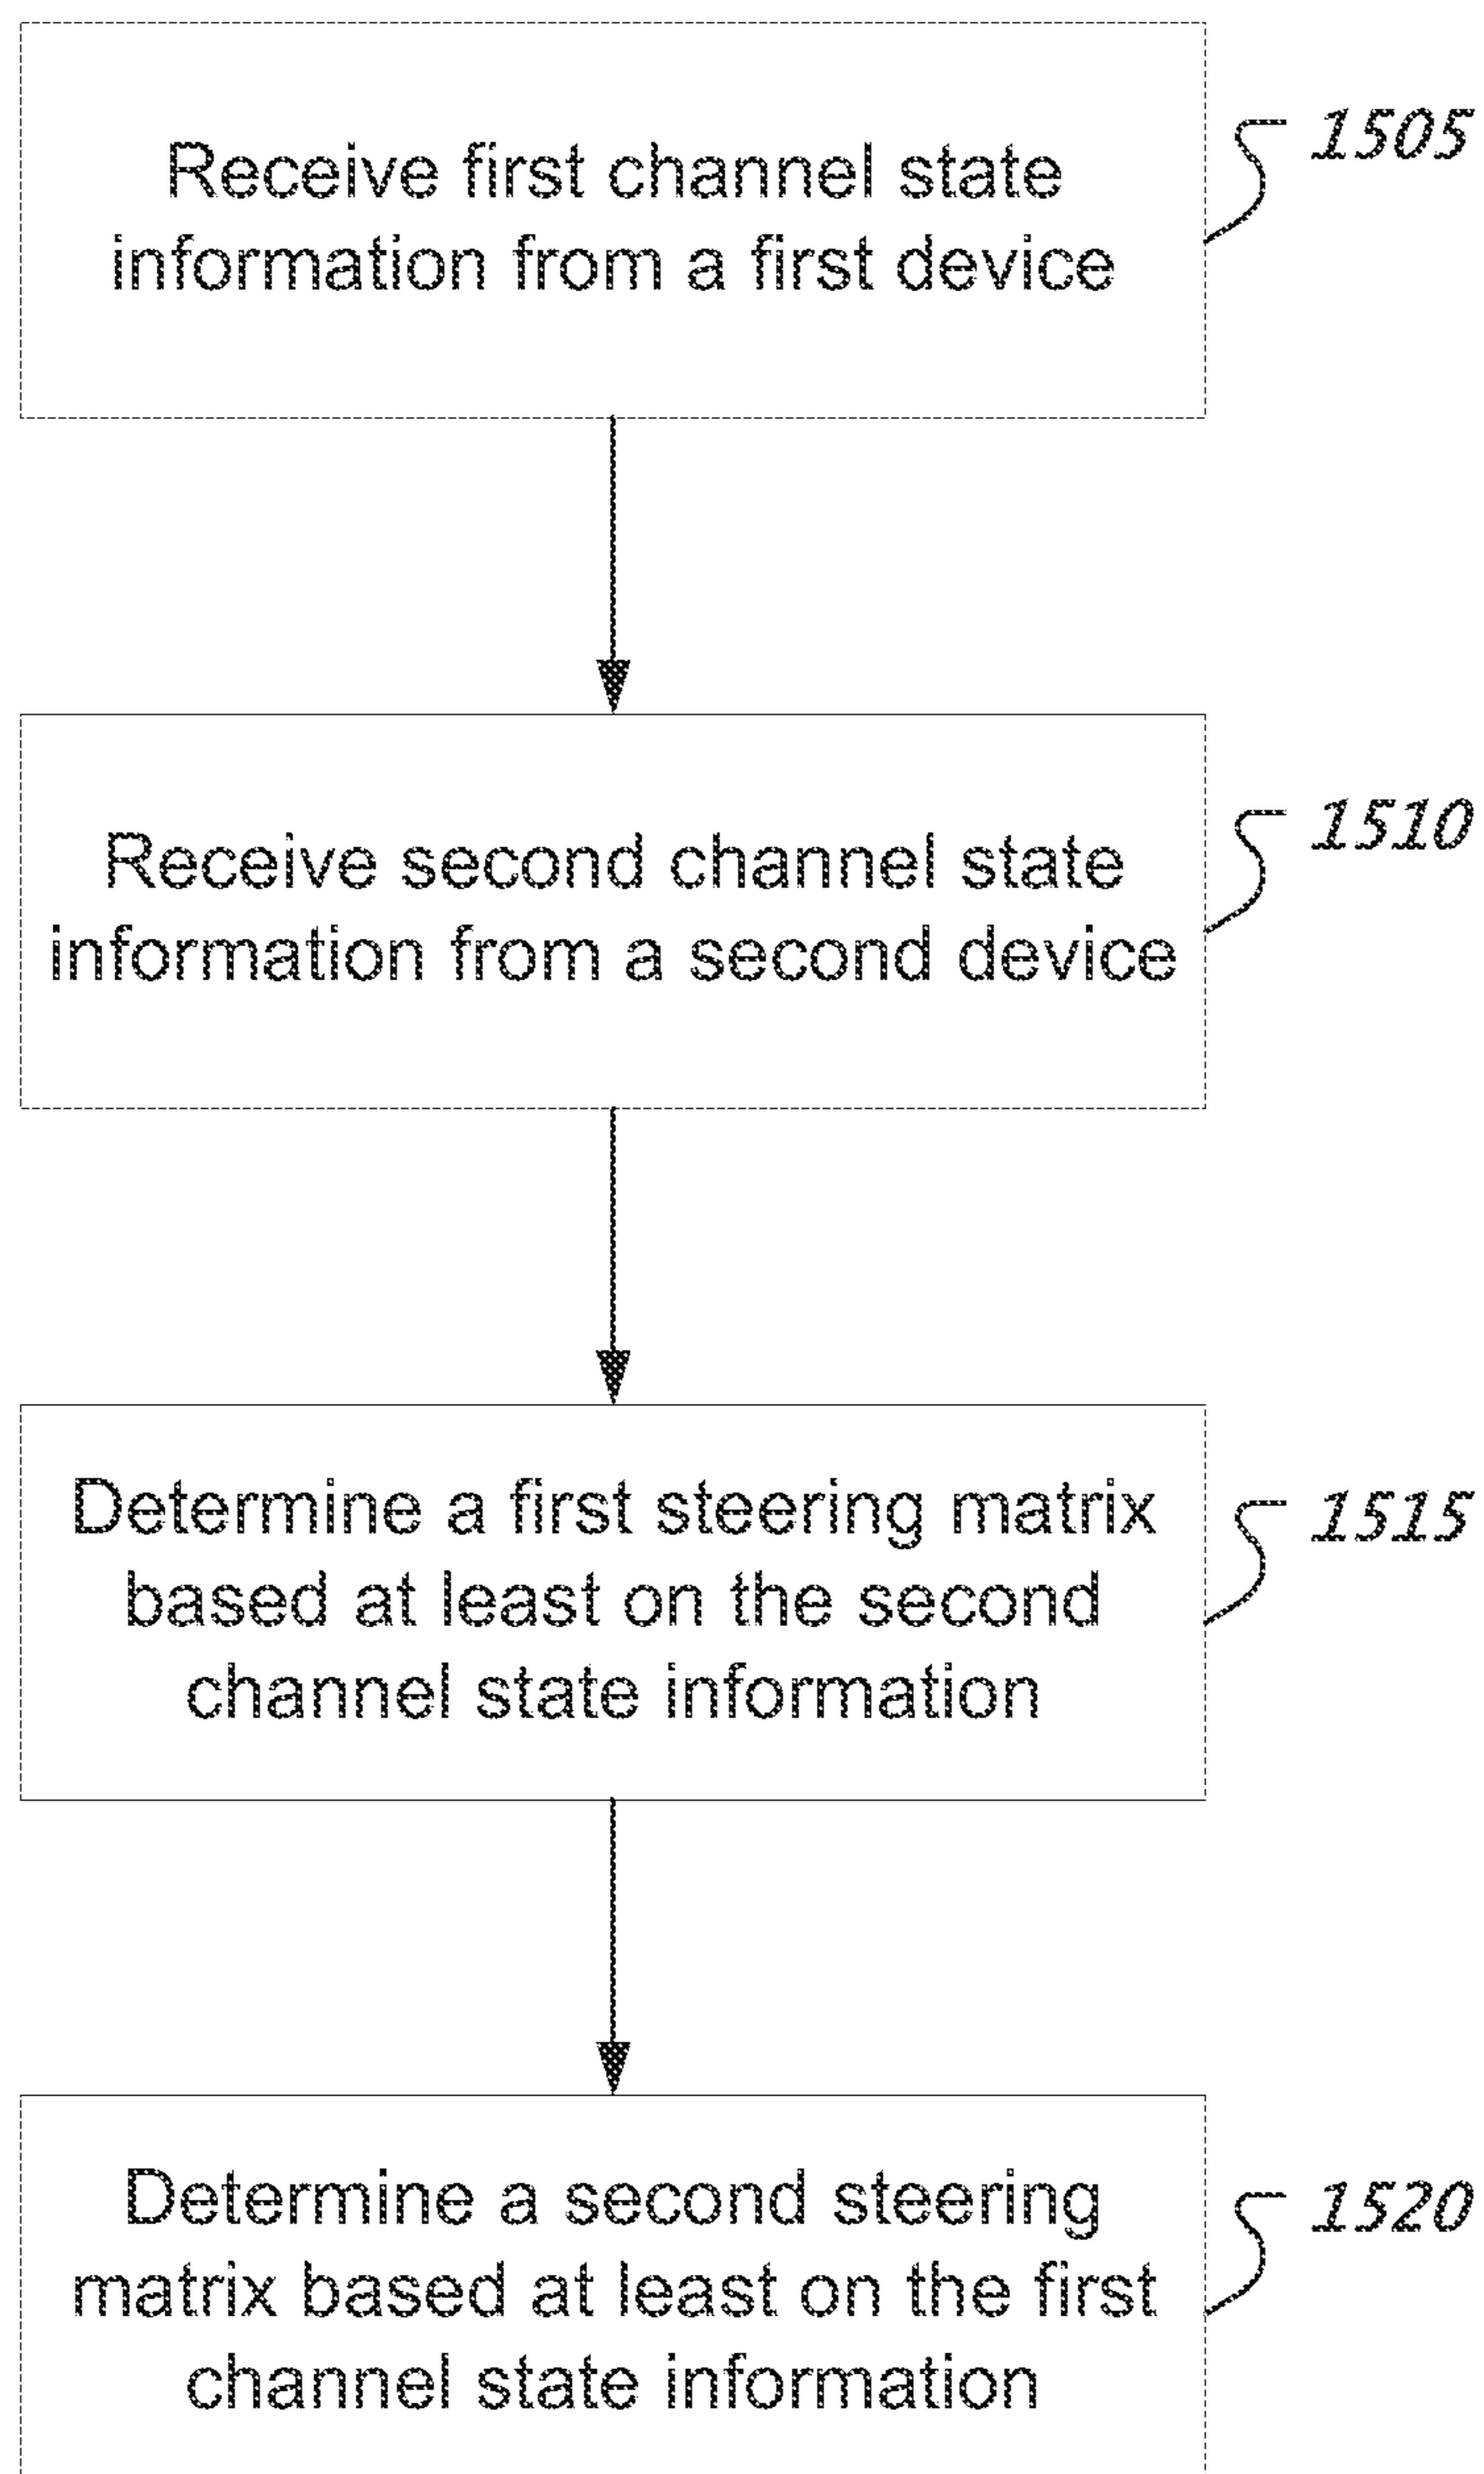 Receive first channel state
information from a first device
1505
Receive second channel state
information from a second device
1510
Determine a first steering matrix
based at least on the second
channel state information
1515
Determine a second steering
matrix based at least on the first
channel state information
1520